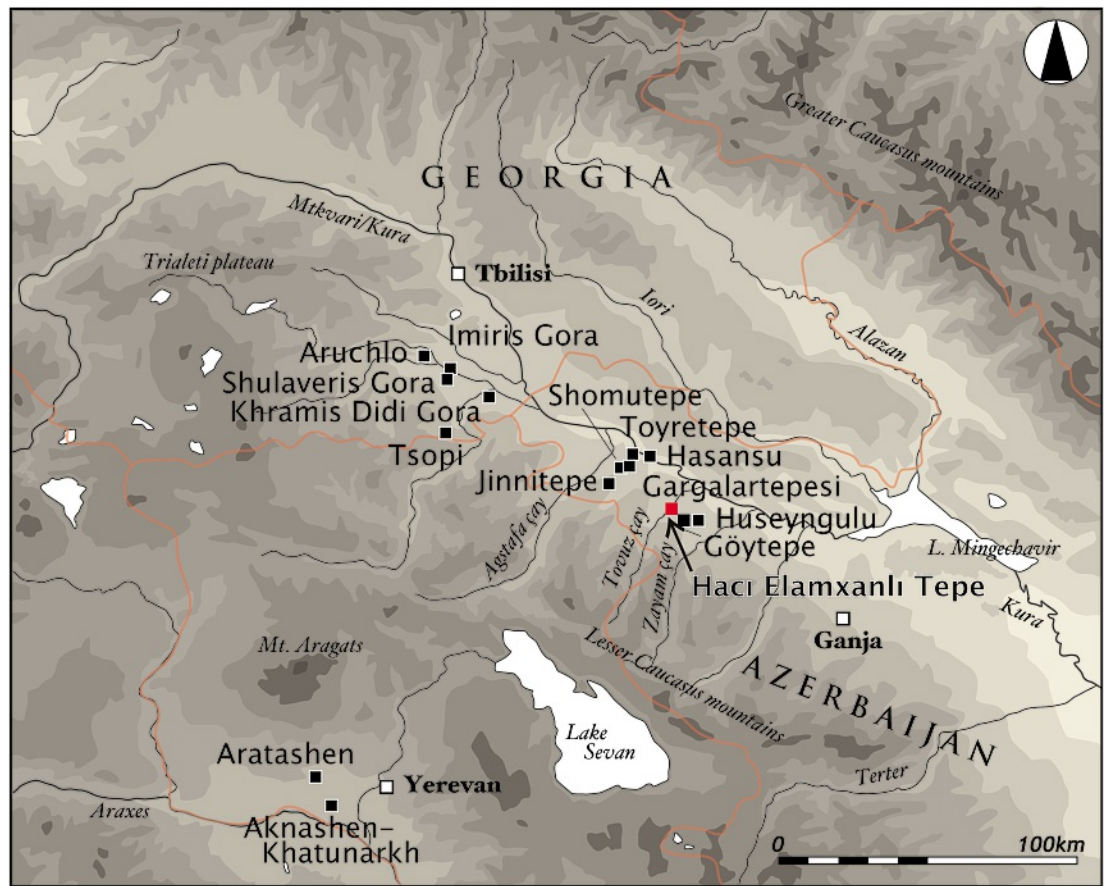 Greater Caucasus mountains
GEORGIA
Mtkvari/Kura
Trialeti plateau
Tbilisi
Iori
Alazan
Imiris Gora
Aruchlo
Shulaveris Gora
Khramis Didi Gora
Tsopi
Shomutepe
Toyretepe
Hasansu
Jinnitepe
Gargalartepesi
Huseyngulu
Göytepe
Hacı Elamxanlı Tepe
Agstafa çay
Tovuz çay
Zayam çay
L. Mingechavir
Kura
Ganja
Lesser Caucasus mountains
AZERBAIJAN
Mt. Aragats
Lake
Sevan
Terter
Aratashen
Yerevan
Araxes
Aknashen-
Khatunarkh
0 100km